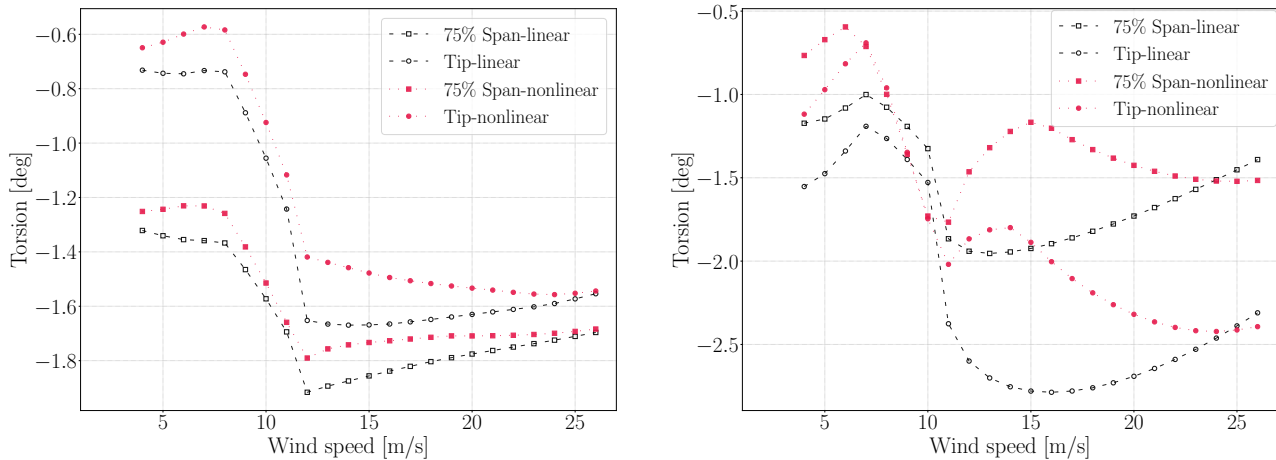 −0.6
−0.8
−1.0
−1.2
−1.4
−1.6
−1.8
Torsion [deg]
5
10
15
20
25
Wind speed [m/s]
75% Span-linear
Tip-linear
75% Span-nonlinear
Tip-nonlinear
−0.5
−1.0
−1.5
−2.0
−2.5
Torsion [deg]
5
10
15
20
25
Wind speed [m/s]
75% Span-linear
Tip-linear
75% Span-nonlinear
Tip-nonlinear